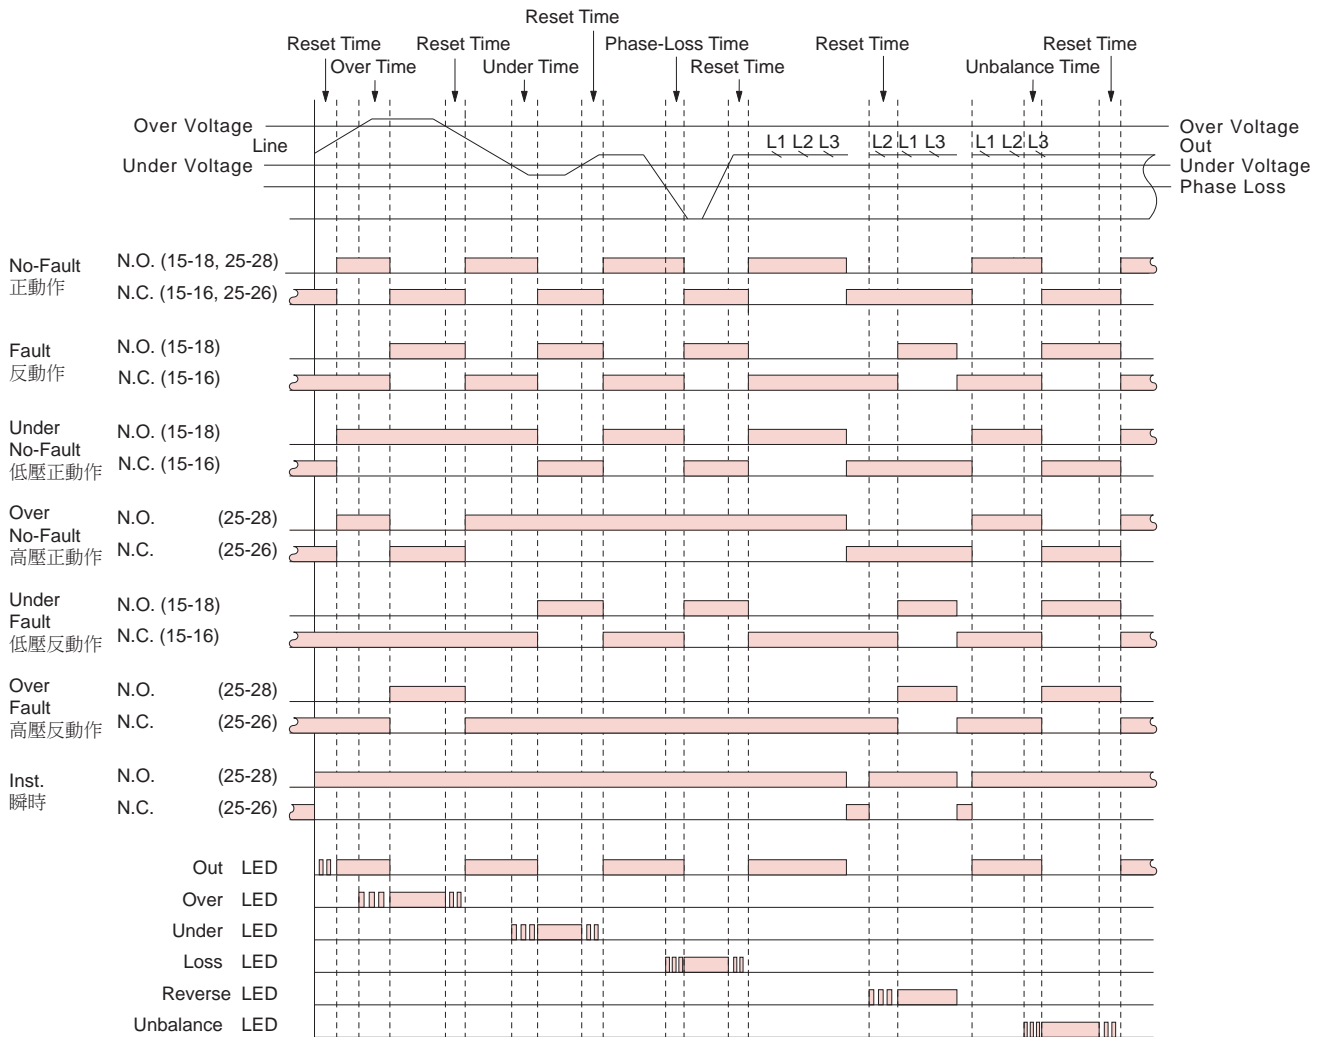 Reset Time
Reset Time Reset Time Phase-Loss Time Reset Time Reset Time
Over Time Under Time Reset Time Unbalance Time
Over Voltage Over Voltage
Line L1 L2 L3 L2 L1 L3 L1 L2 L3 Out
Under Voltage Under Voltage
Phase Loss
No-Fault N.O. (15-18, 25-28)
正動作 N.C. (15-16, 25-26)
Fault N.O. (15-18)
反動作 N.C. (15-16)
Under N.O. (15-18)
No-Fault
低壓正動作 N.C. (15-16)
Over N.O. (25-28)
No-Fault
高壓正動作 N.C. (25-26)
Under N.O. (15-18)
Fault
低壓反動作 N.C. (15-16)
Over N.O. (25-28)
Fault
高壓反動作 N.C. (25-26)
Inst. N.O. (25-28)
瞬時 N.C. (25-26)
Out LED
Over LED
Under LED
Loss LED
Reverse LED
Unbalance LED